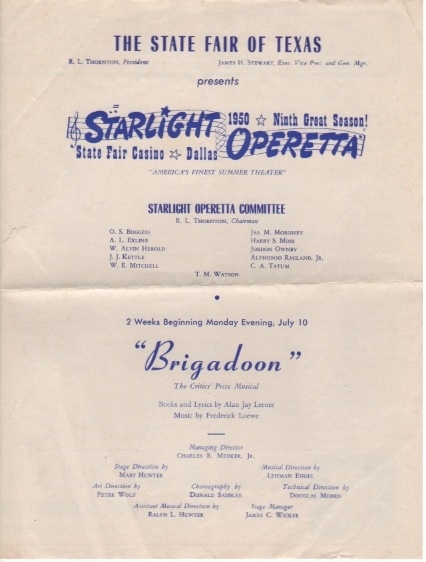 THE STATE FAIR OF TEXAS
R. L. THORNTON, President JAMES H. STEWART, Exec. Vice Pres. and Gen. Mgr.
presents
STARLIGHT OPERETTA
1950 ☆ Ninth Great Season!
State Fair Casino ☆ Dallas
"AMERICA'S FINEST SUMMER THEATER"
STARLIGHT OPERETTA COMMITTEE
R. L. THORNTON, Chairman
O. S. BOGGESS JAS. M. MORONEY
A. L. EXLINE HARRY S. MOSS
W. ALVIN HEROLD JORDON OWNBY
J. J. KETTLE ALPHONSO RAGLAND, JR.
W. E. MITCHELL C. A. TATUM
T. M. WATSON
2 Weeks Beginning Monday Evening, July 10
"Brigadoon"
The Critics' Prize Musical
Books and Lyrics by Alan Jay Lerner
Music by Frederick Loewe
Managing Director
CHARLES R. MEEKER, JR.
Stage Direction by Musical Direction by
MARY HUNTER LEHMAN ENGEL
Art Direction by Choreography by Technical Direction by
PETER WOLF DONALD SADDLER DOUGLAS MORRIS
Assistant Musical Direction by Stage Manager
RALPH L. HUNTER JAMES C. WICKER